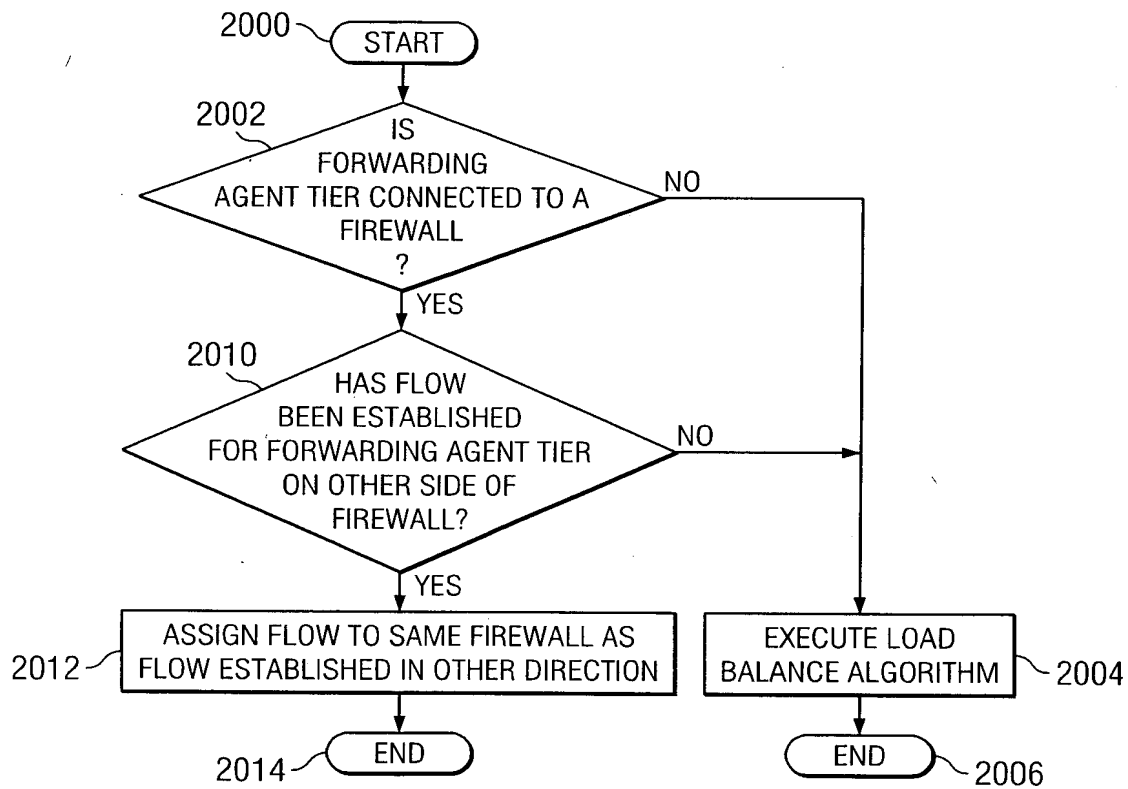 2000
START
2002
IS
FORWARDING
AGENT TIER CONNECTED TO A
FIREWALL
?
NO
YES
2010
HAS FLOW
BEEN ESTABLISHED
FOR FORWARDING AGENT TIER
ON OTHER SIDE OF
FIREWALL?
NO
YES
2012
ASSIGN FLOW TO SAME FIREWALL AS
FLOW ESTABLISHED IN OTHER DIRECTION
EXECUTE LOAD
BALANCE ALGORITHM
2004
2014
END
END
2006